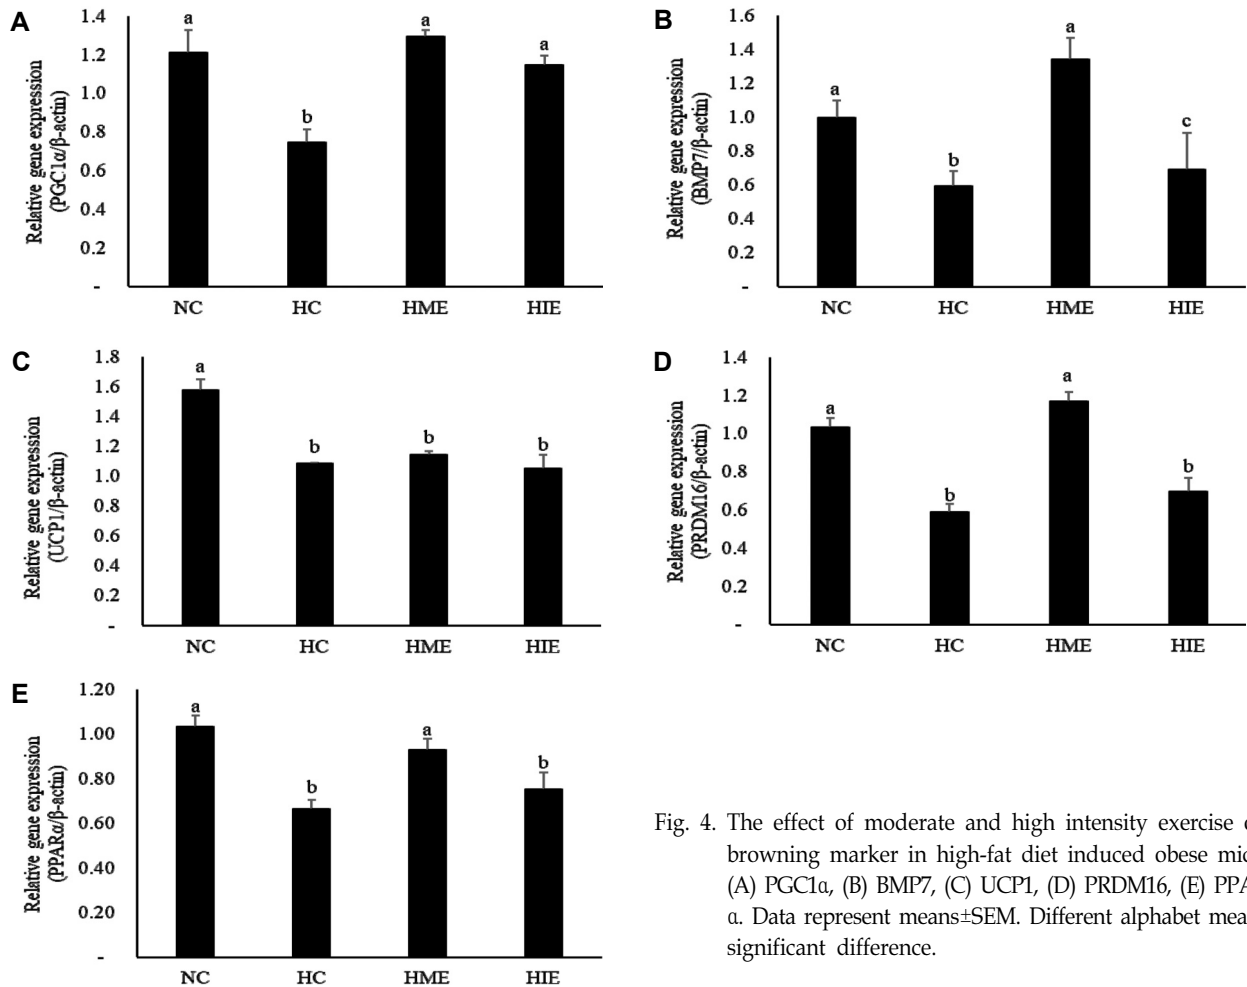 A
Relative gene expression
(PGC1α/β-actin)
1.4
1.2
1.0
0.8
0.6
0.4
0.2
-
a
b
a
a
NC HC HME HIE
B
Relative gene expression
(BMP7/β-actin)
1.6
1.4
1.2
1.0
0.8
0.6
0.4
0.2
-
a
b
a
c
NC HC HME HIE
C
Relative gene expression
(UCP1/β-actin)
1.8
1.6
1.4
1.2
1.0
0.8
0.6
0.4
0.2
-
a
b
b
b
NC HC HME HIE
D
Relative gene expression
(PRDM16/β-actin)
1.4
1.2
1.0
0.8
0.6
0.4
0.2
-
a
b
a
b
NC HC HME HIE
E
Relative gene expression
(PPARα/β-actin)
1.20
1.00
0.80
0.60
0.40
0.20
-
a
b
a
b
NC HC HME HIE
Fig. 4. The effect of moderate and high intensity exercise
browning marker in high-fat diet induced obese
(A) PGC1α, (B) BMP7, (C) UCP1, (D) PRDM16, (E)
α. Data represent means±SEM. Different alphabet
significant difference.